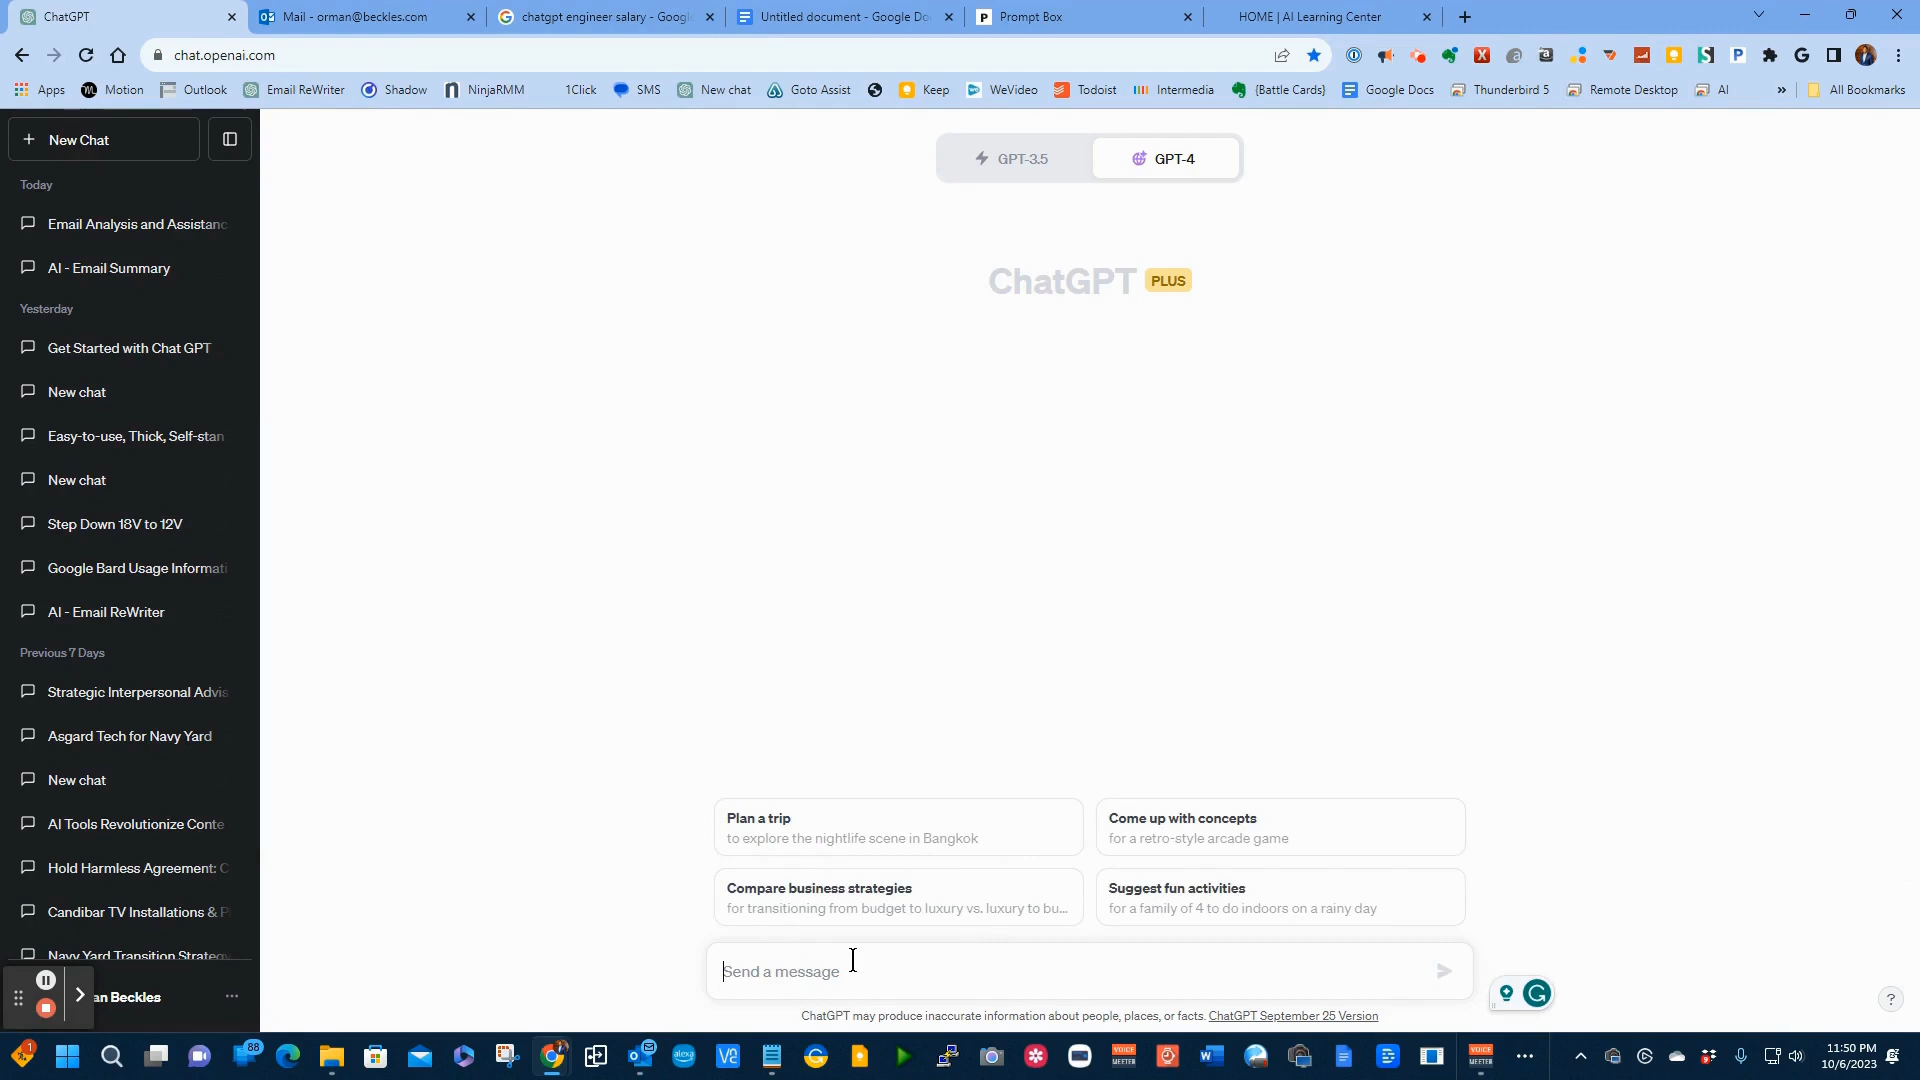 ChatGPT
Mail - orman@beckles.com
chatgpt engineer salary - Googl
Untitled document - Google Do
Prompt Box
HOME | AI Learning Center
chat.openai.com
Apps
Motion
Outlook
Email ReWriter
Shadow
NinjaRMM
1Click
SMS
New chat
Goto Assist
Keep
WeVideo
Todoist
Intermedia
{Battle Cards}
Google Docs
Thunderbird 5
Remote Desktop
AI
»
All Bookmarks
+ New Chat
Today
Email Analysis and Assistanc
AI - Email Summary
Yesterday
Get Started with Chat GPT
New chat
Easy-to-use, Thick, Self-stan
New chat
Step Down 18V to 12V
Google Bard Usage Informati
AI - Email ReWriter
Previous 7 Days
Strategic Interpersonal Advis
Asgard Tech for Navy Yard
New chat
AI Tools Revolutionize Conte
Hold Harmless Agreement: C
Candibar TV Installations & P
Navy Yard Transition Strateg
an Beckles
GPT-3.5
GPT-4
ChatGPT PLUS
Plan a trip
to explore the nightlife scene in Bangkok
Come up with concepts
for a retro-style arcade game
Compare business strategies
for transitioning from budget to luxury vs. luxury to bu...
Suggest fun activities
for a family of 4 to do indoors on a rainy day
Send a message
ChatGPT may produce inaccurate information about people, places, or facts. ChatGPT September 25 Version
?
1
88
alexa
VOICE MEETER
VOICE MEETER
9
11:50 PM
10/6/2023